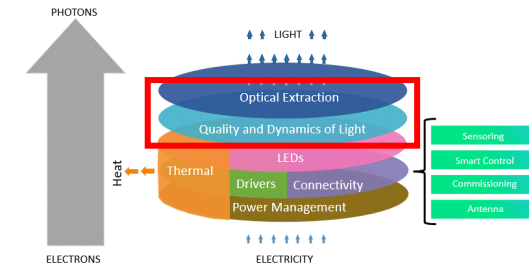 PHOTONS
LIGHT
Optical Extraction
Quality and Dynamics of Light
LEDs
Thermal
Heat
Drivers
Connectivity
Power Management
Sensoring
Smart Control
Commissioning
Antenna
ELECTRONS
ELECTRICITY